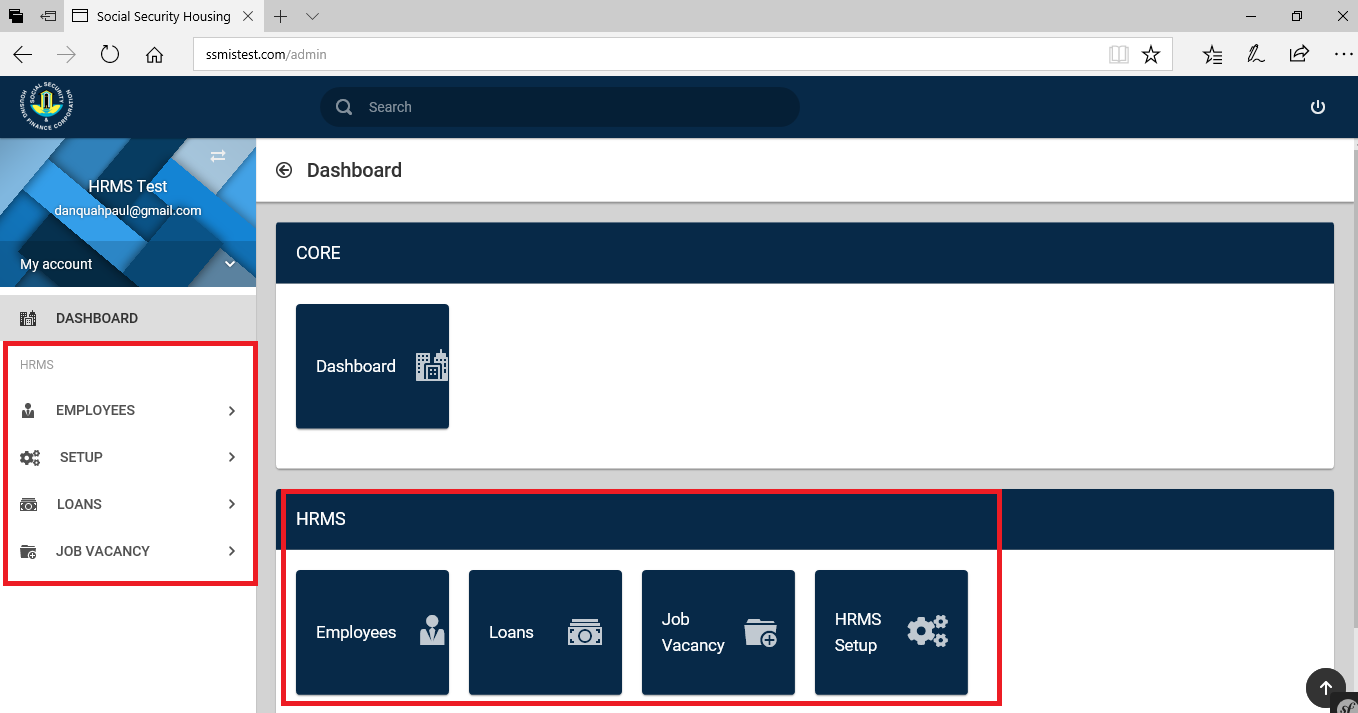 Social Security Housing
ssmistest.com/admin
SOCIAL SECURITY
HOUSING FINANCE CORPORATION
&
Search
HRMS Test
danquahpaul@gmail.com
My account
DASHBOARD
HRMS
EMPLOYEES
SETUP
LOANS
JOB VACANCY
Dashboard
CORE
Dashboard
HRMS
Employees
Loans
Job
Vacancy
HRMS
Setup
sf